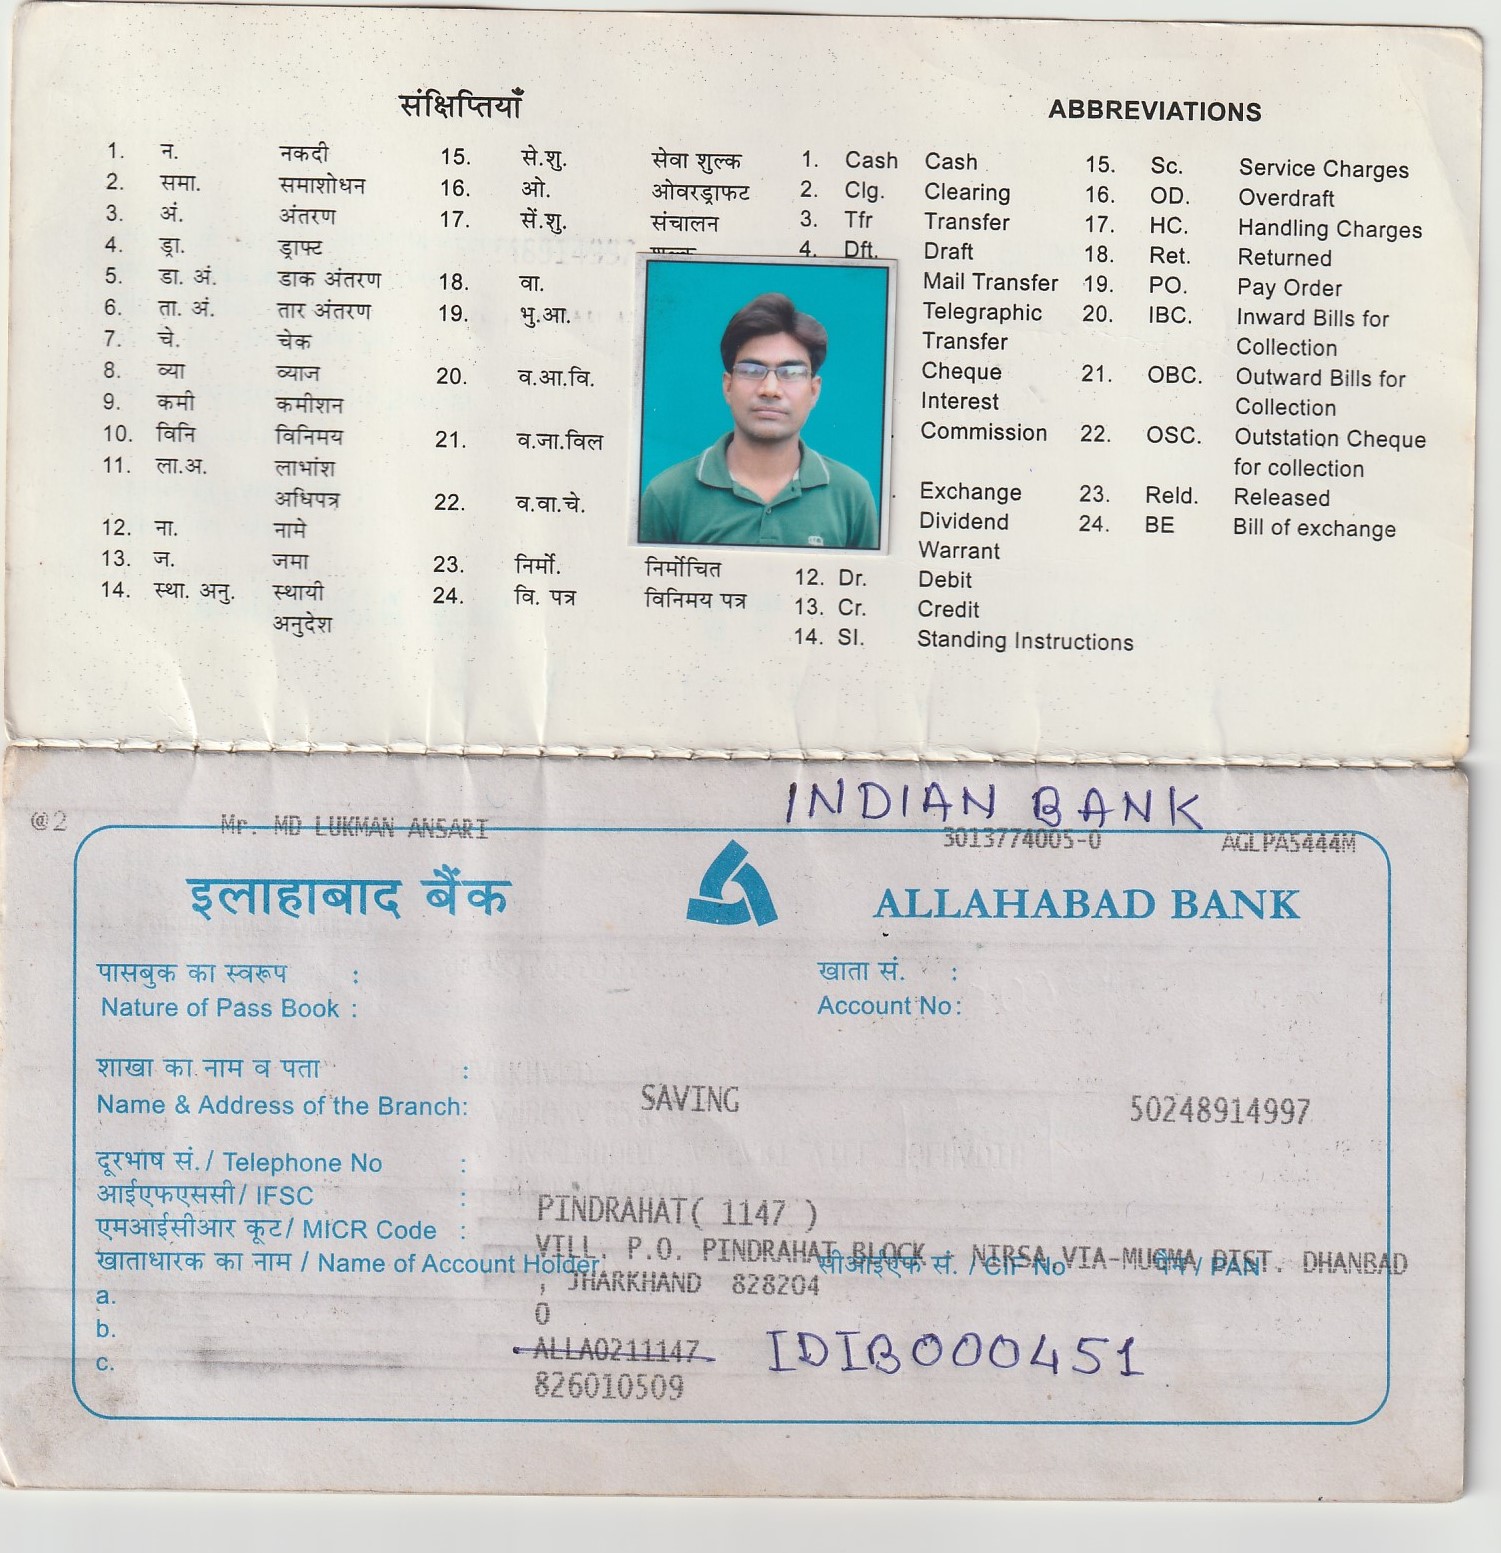 संक्षिप्तियाँ
1. न. नकदी 15. से.शु. सेवा शुल्क
2. समा. समाशोधन 16. ओ. ओवरड्राफट
3. अं. अंतरण 17. सें.शु. संचालन
4. ड्रा. ड्राफ्ट
5. डा. अं. डाक अंतरण 18. वा.
6. ता. अं. तार अंतरण 19. भु.आ.
7. चे. चेक
8. व्या व्याज 20. व.आ.वि.
9. कमी कमीशन
10. विनि विनिमय 21. व.जा.विल
11. ला.अ. लाभांश
अधिपत्र 22. व.वा.चे.
12. ना. नामे
13. ज. जमा 23. निर्मो. निर्मोचित
14. स्था. अनु. स्थायी 24. वि. पत्र विनिमय पत्र
अनुदेश
ABBREVIATIONS
1. Cash Cash 15. Sc. Service Charges
2. Clg. Clearing 16. OD. Overdraft
3. Tfr Transfer 17. HC. Handling Charges
4. Dft. Draft 18. Ret. Returned
Mail Transfer 19. PO. Pay Order
Telegraphic 20. IBC. Inward Bills for
Transfer Collection
Cheque 21. OBC. Outward Bills for
Interest Collection
Commission 22. OSC. Outstation Cheque
for collection
Exchange 23. Reld. Released
Dividend 24. BE Bill of exchange
Warrant
12. Dr. Debit
13. Cr. Credit
14. SI. Standing Instructions
INDIAN BANK
@2 Mr. MD LUKMAN ANSARI 3013774005-0 AGLPA5444M
इलाहाबाद बैंक ALLAHABAD BANK
पासबुक का स्वरूप : खाता सं. :
Nature of Pass Book : Account No:
शाखा का नाम व पता :
Name & Address of the Branch: SAVING 50248914997
दूरभाष सं. / Telephone No :
आईएफएससी/ IFSC : PINDRAHAT( 1147 )
एमआईसीआर कूट/ MICR Code :
VILL. P.O. PINDRAHAT BLOCK - NIRSA VIA-MUGMA DIST. DHANBAD
खाताधारक का नाम / Name of Account Holder सीआईएफ सं. / CIF No पैन / PAN
, JHARKHAND 828204
a.
0
b.
ALLA0211147 IDIB000451
c.
826010509